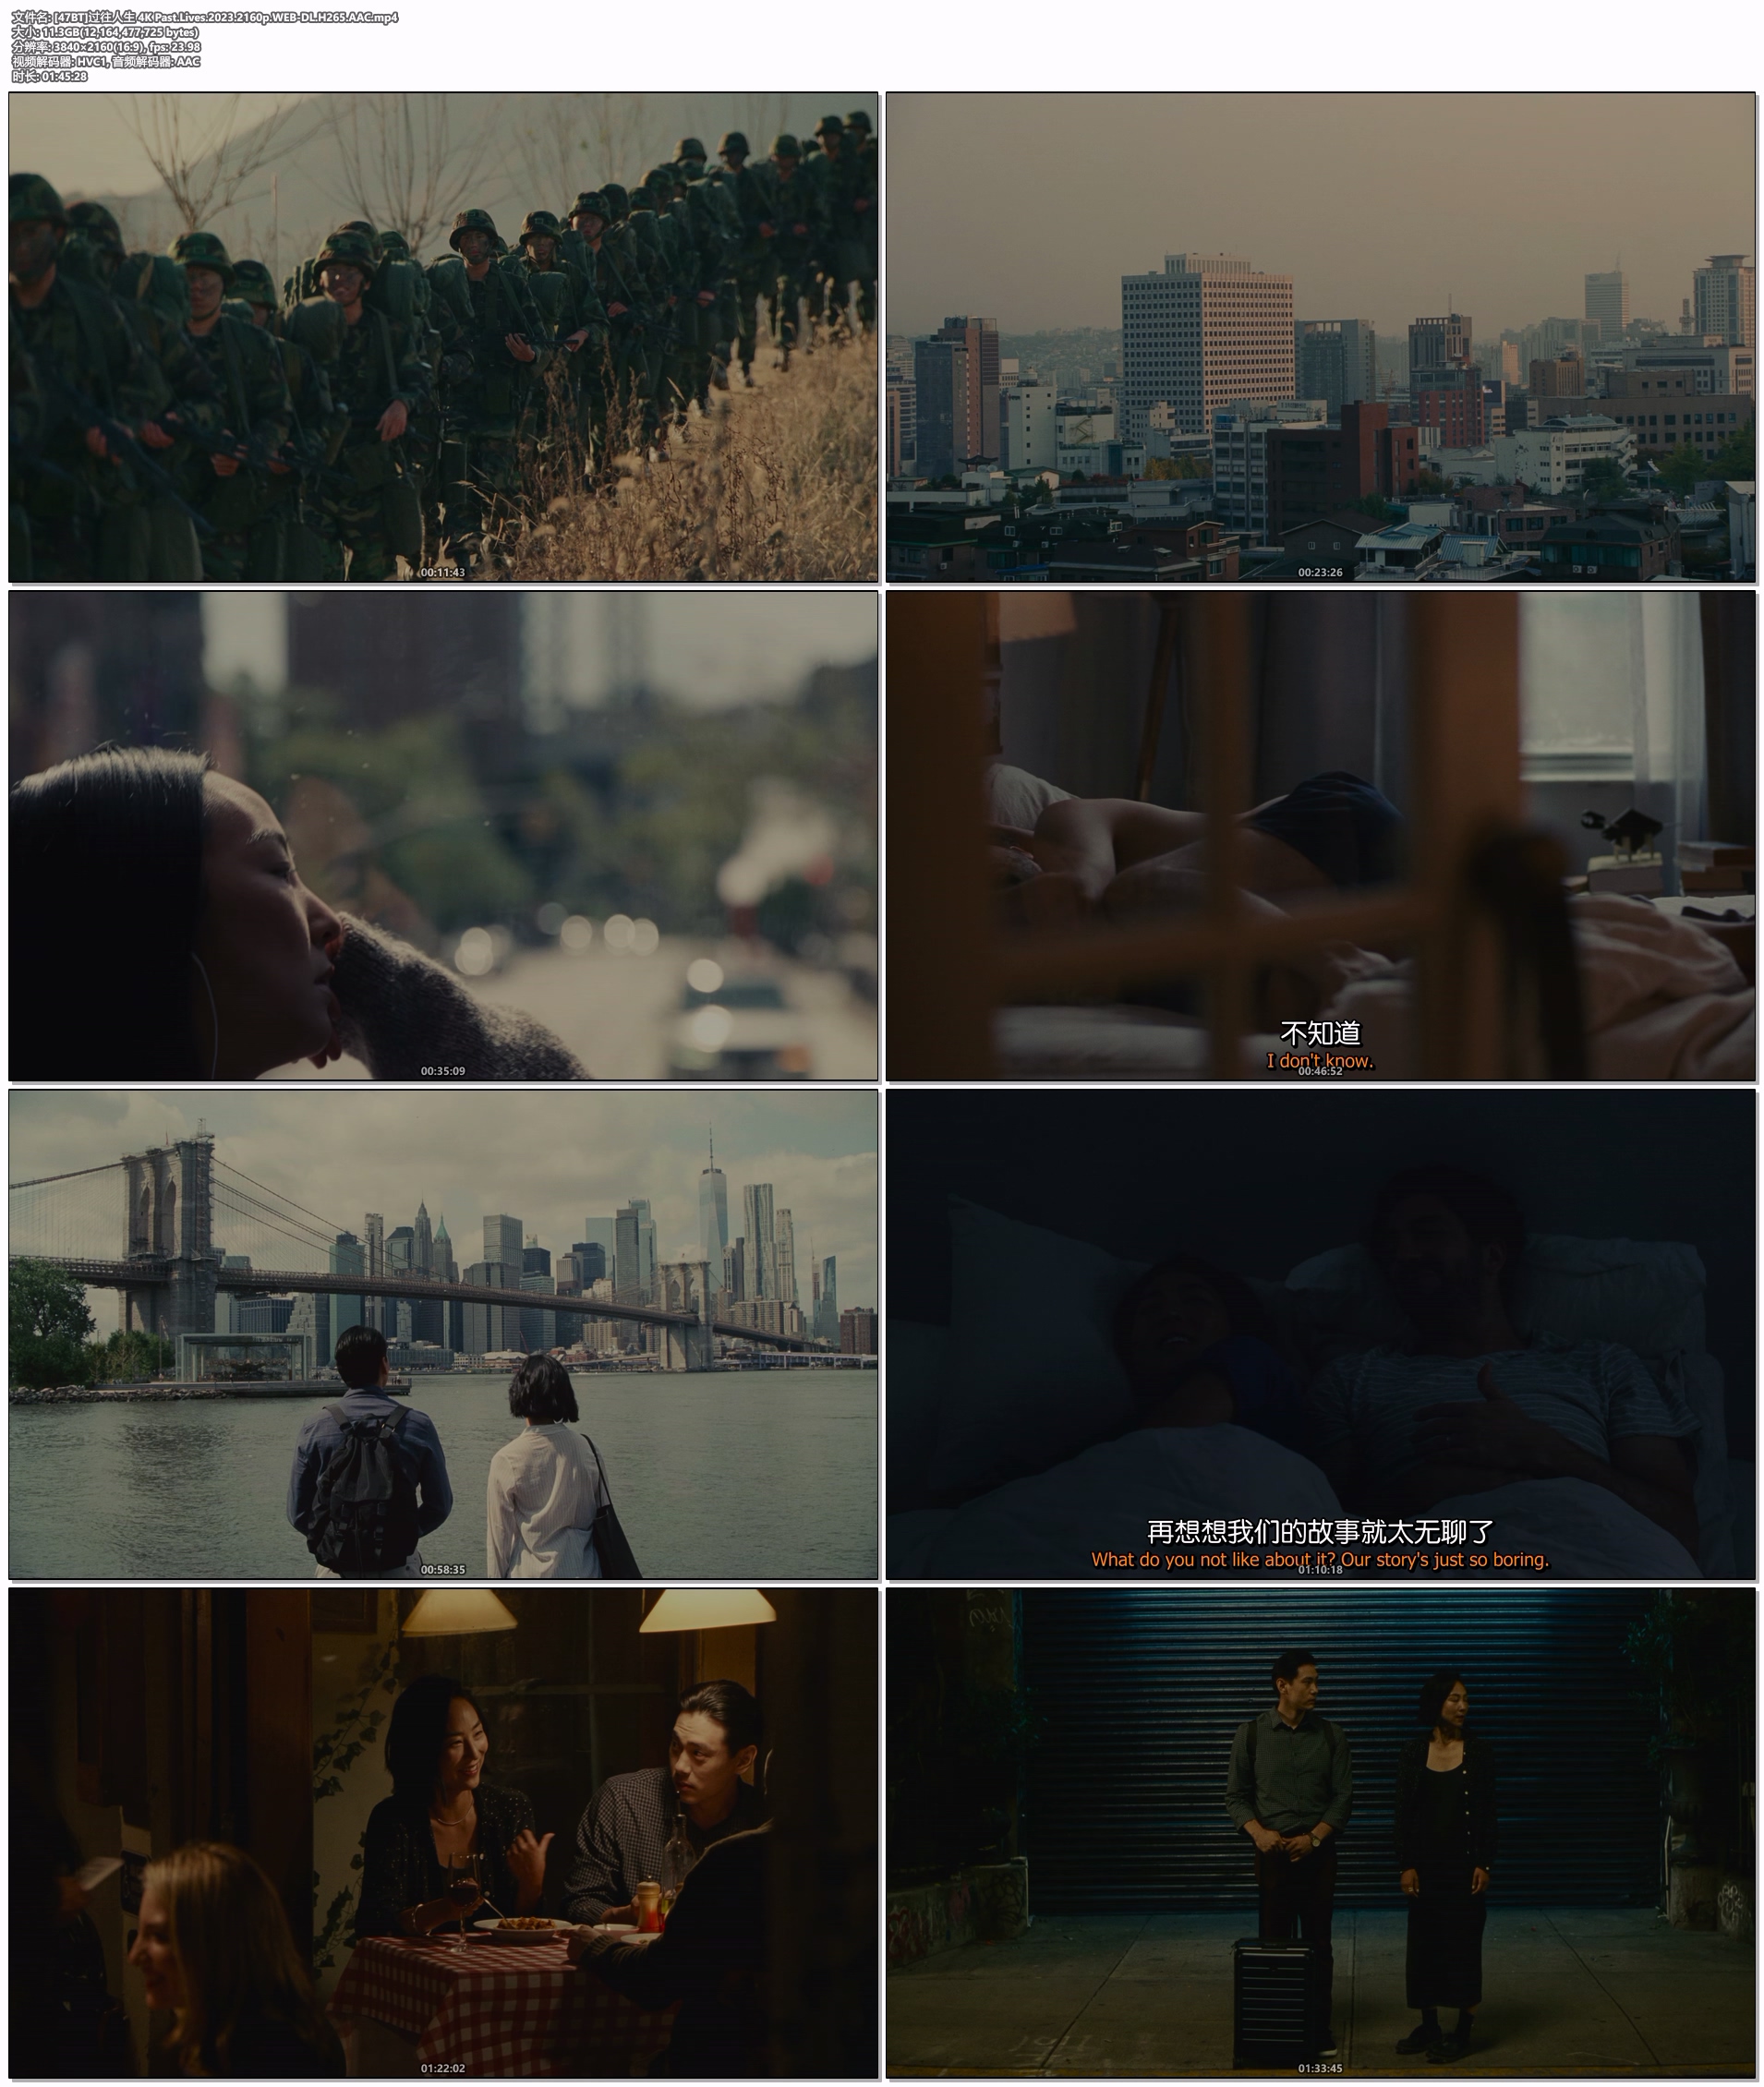 文件名: [47BT]过往人生 4K Past.Lives.2023.2160p.WEB-DL.H265.AAC.mp4
大小: 11.3GB(12,164,477,725 bytes)
分辨率: 3840×2160(16:9), fps: 23.98
视频解码器: HVC1, 音频解码器: AAC
时长: 01:45:28
00:11:43
00:23:26
00:35:09
不知道
I don't know.
00:46:52
00:58:35
再想想我们的故事就太无聊了
What do you not like about it? Our story's just so boring.
01:10:18
01:22:02
01:33:45